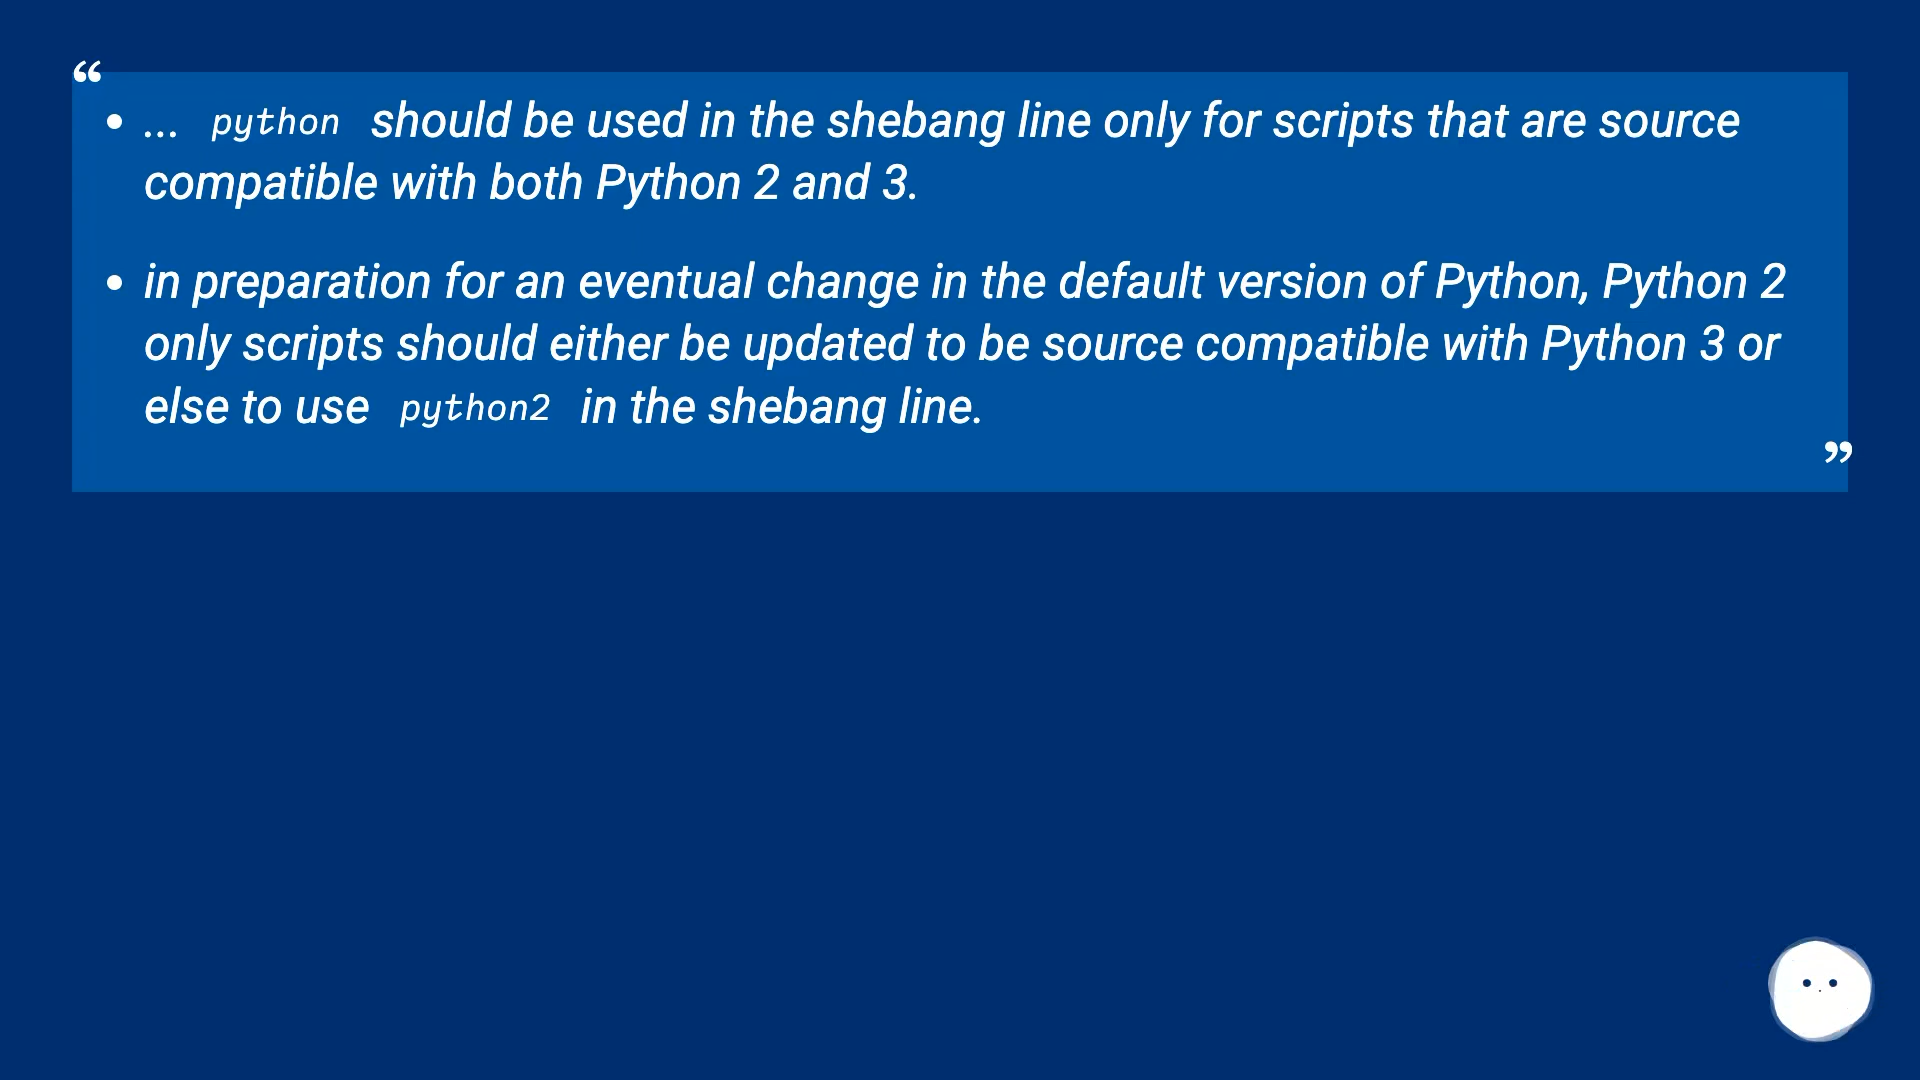 “
• ... python should be used in the shebang line only for scripts that are source
compatible with both Python 2 and 3.
• in preparation for an eventual change in the default version of Python, Python 2
only scripts should either be updated to be source compatible with Python 3 or
else to use python2 in the shebang line.
”